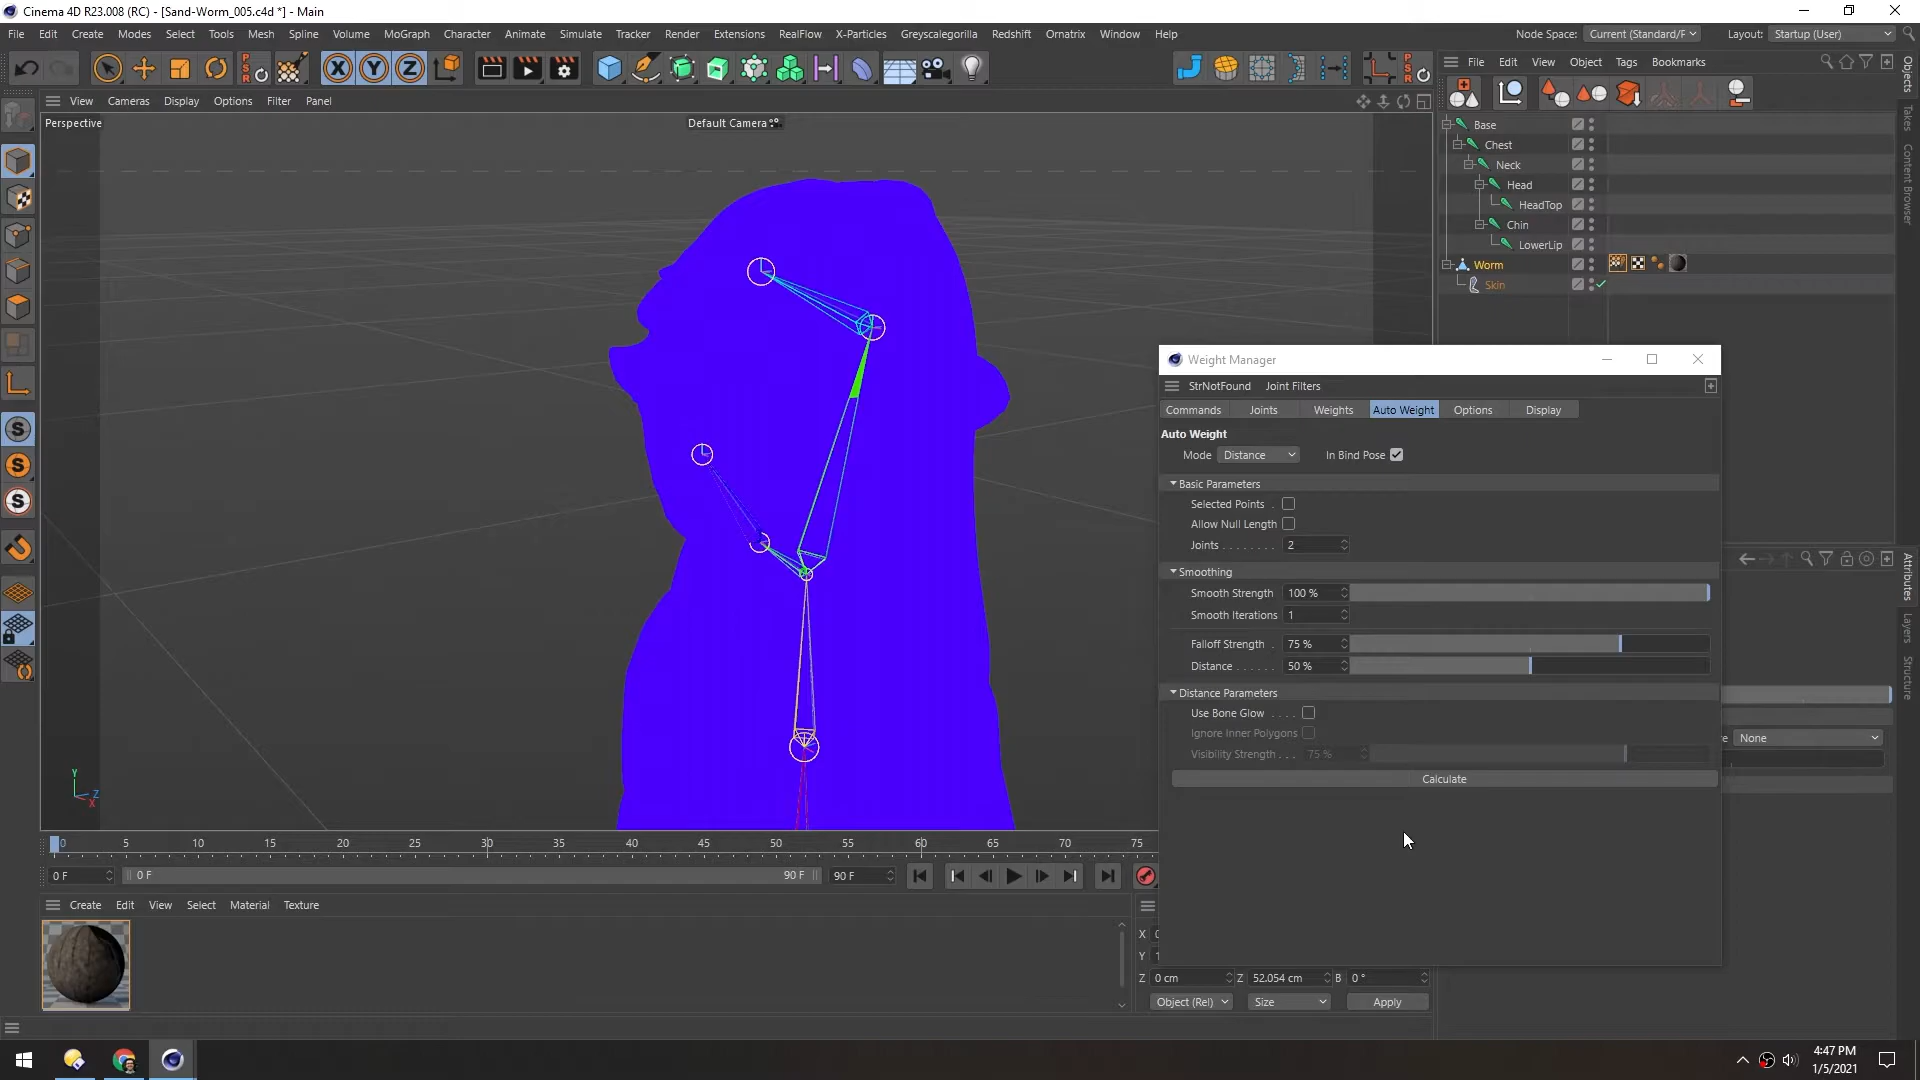 Cinema 4D R23.008 (RC) - [Sand-Worm_005.c4d *] - Main
File Edit Create Modes Select Tools Mesh Spline Volume MoGraph Character Animate Simulate Tracker Render Extensions RealFlow X-Particles Greyscalegorilla Redshift Ornatrix Window Help
Node Space: Current (Standard/F Layout: Startup (User)
File Edit View Object Tags Bookmarks
View Cameras Display Options Filter Panel
Perspective
Default Camera
Base
Chest
Neck
Head
HeadTop
Chin
LowerLip
Worm
Skin
Objects
Takes
Content Browser
Weight Manager
StrNotFound Joint Filters
Commands Joints Weights Auto Weight Options Display
Auto Weight
Mode Distance In Bind Pose
Basic Parameters
Selected Points .
Allow Null Length
Joints . . . . . . . . 2
Smoothing
Smooth Strength 100 %
Smooth Iterations 1
Falloff Strength . 75 %
Distance . . . . . . 50 %
Distance Parameters
Use Bone Glow . . . .
Ignore Inner Polygons
Visibility Strength . . . 75 %
Calculate
e None
Attributes
Layers
Structure
Y
Z
X
0 5 10 15 20 25 30 35 40 45 50 55 60 65 70 75
0 F 0 F 90 F 90 F
Create Edit View Select Material Texture
X
Y
Z 0 cm Z 52.054 cm B 0 °
Object (Rel) Size Apply
4:47 PM
1/5/2021